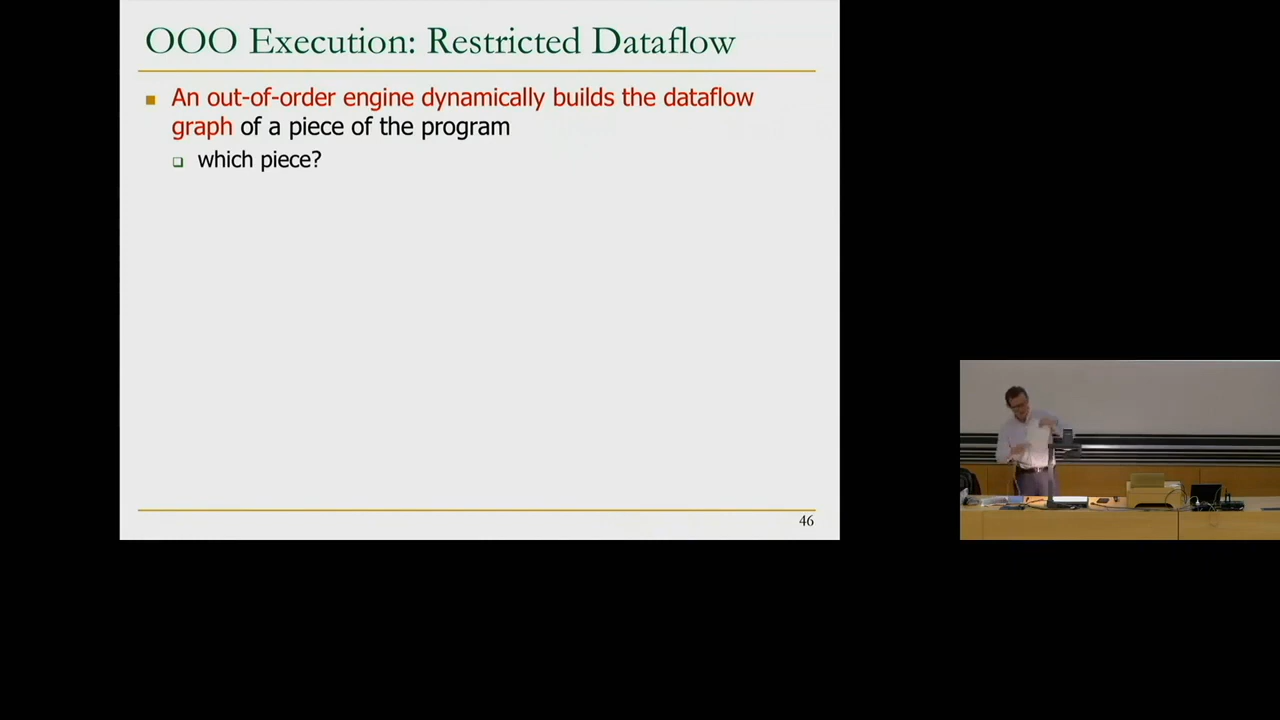 OOO Execution: Restricted Dataflow
An out-of-order engine dynamically builds the dataflow
graph of a piece of the program
which piece?
46